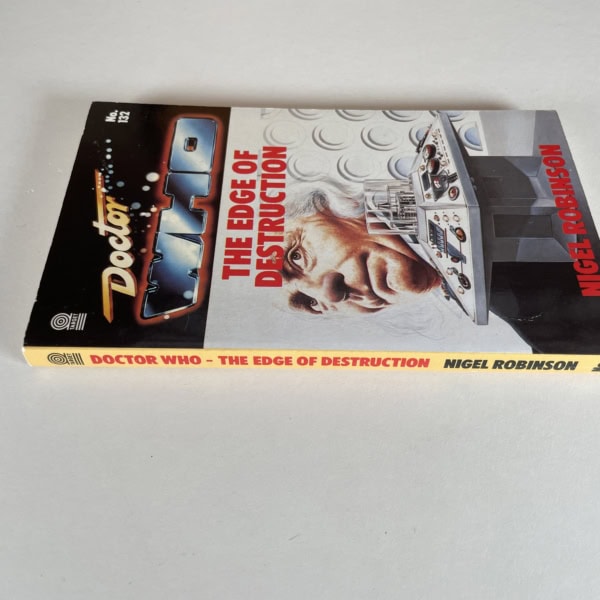 Doctor
WHO
No.
132
THE EDGE OF
DESTRUCTION
NIGEL ROBINSON
DOCTOR WHO – THE EDGE OF DESTRUCTION NIGEL ROBINSON